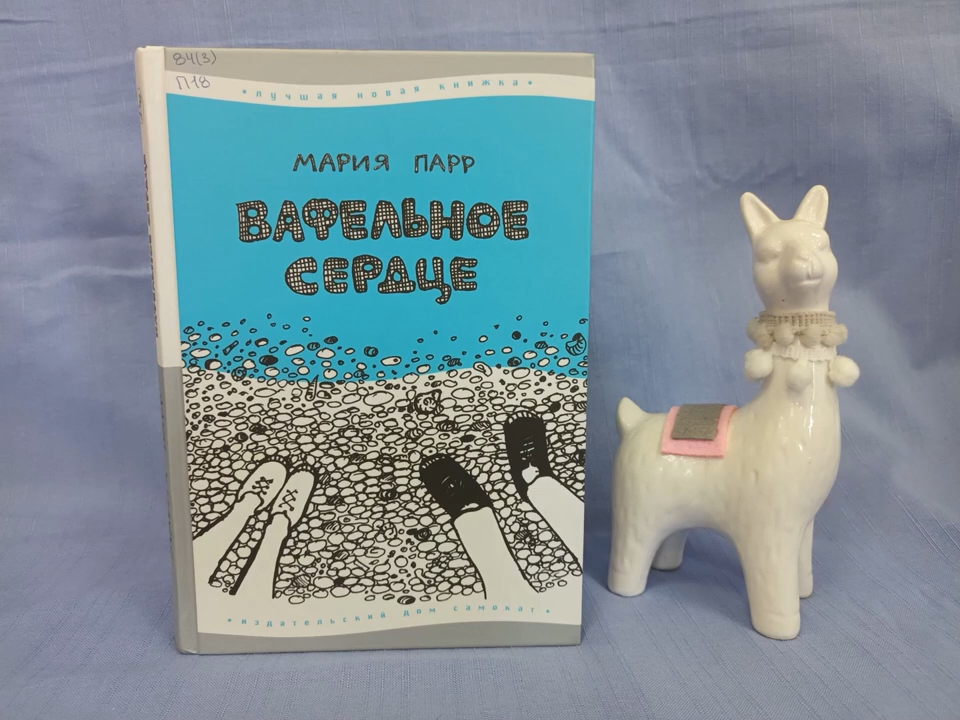 84(3)
П18
• лучшая новая книжка •
МАРИЯ ПАРР
ВАФЕЛЬНОЕ
СЕРДЦЕ
• издательский дом самокат •